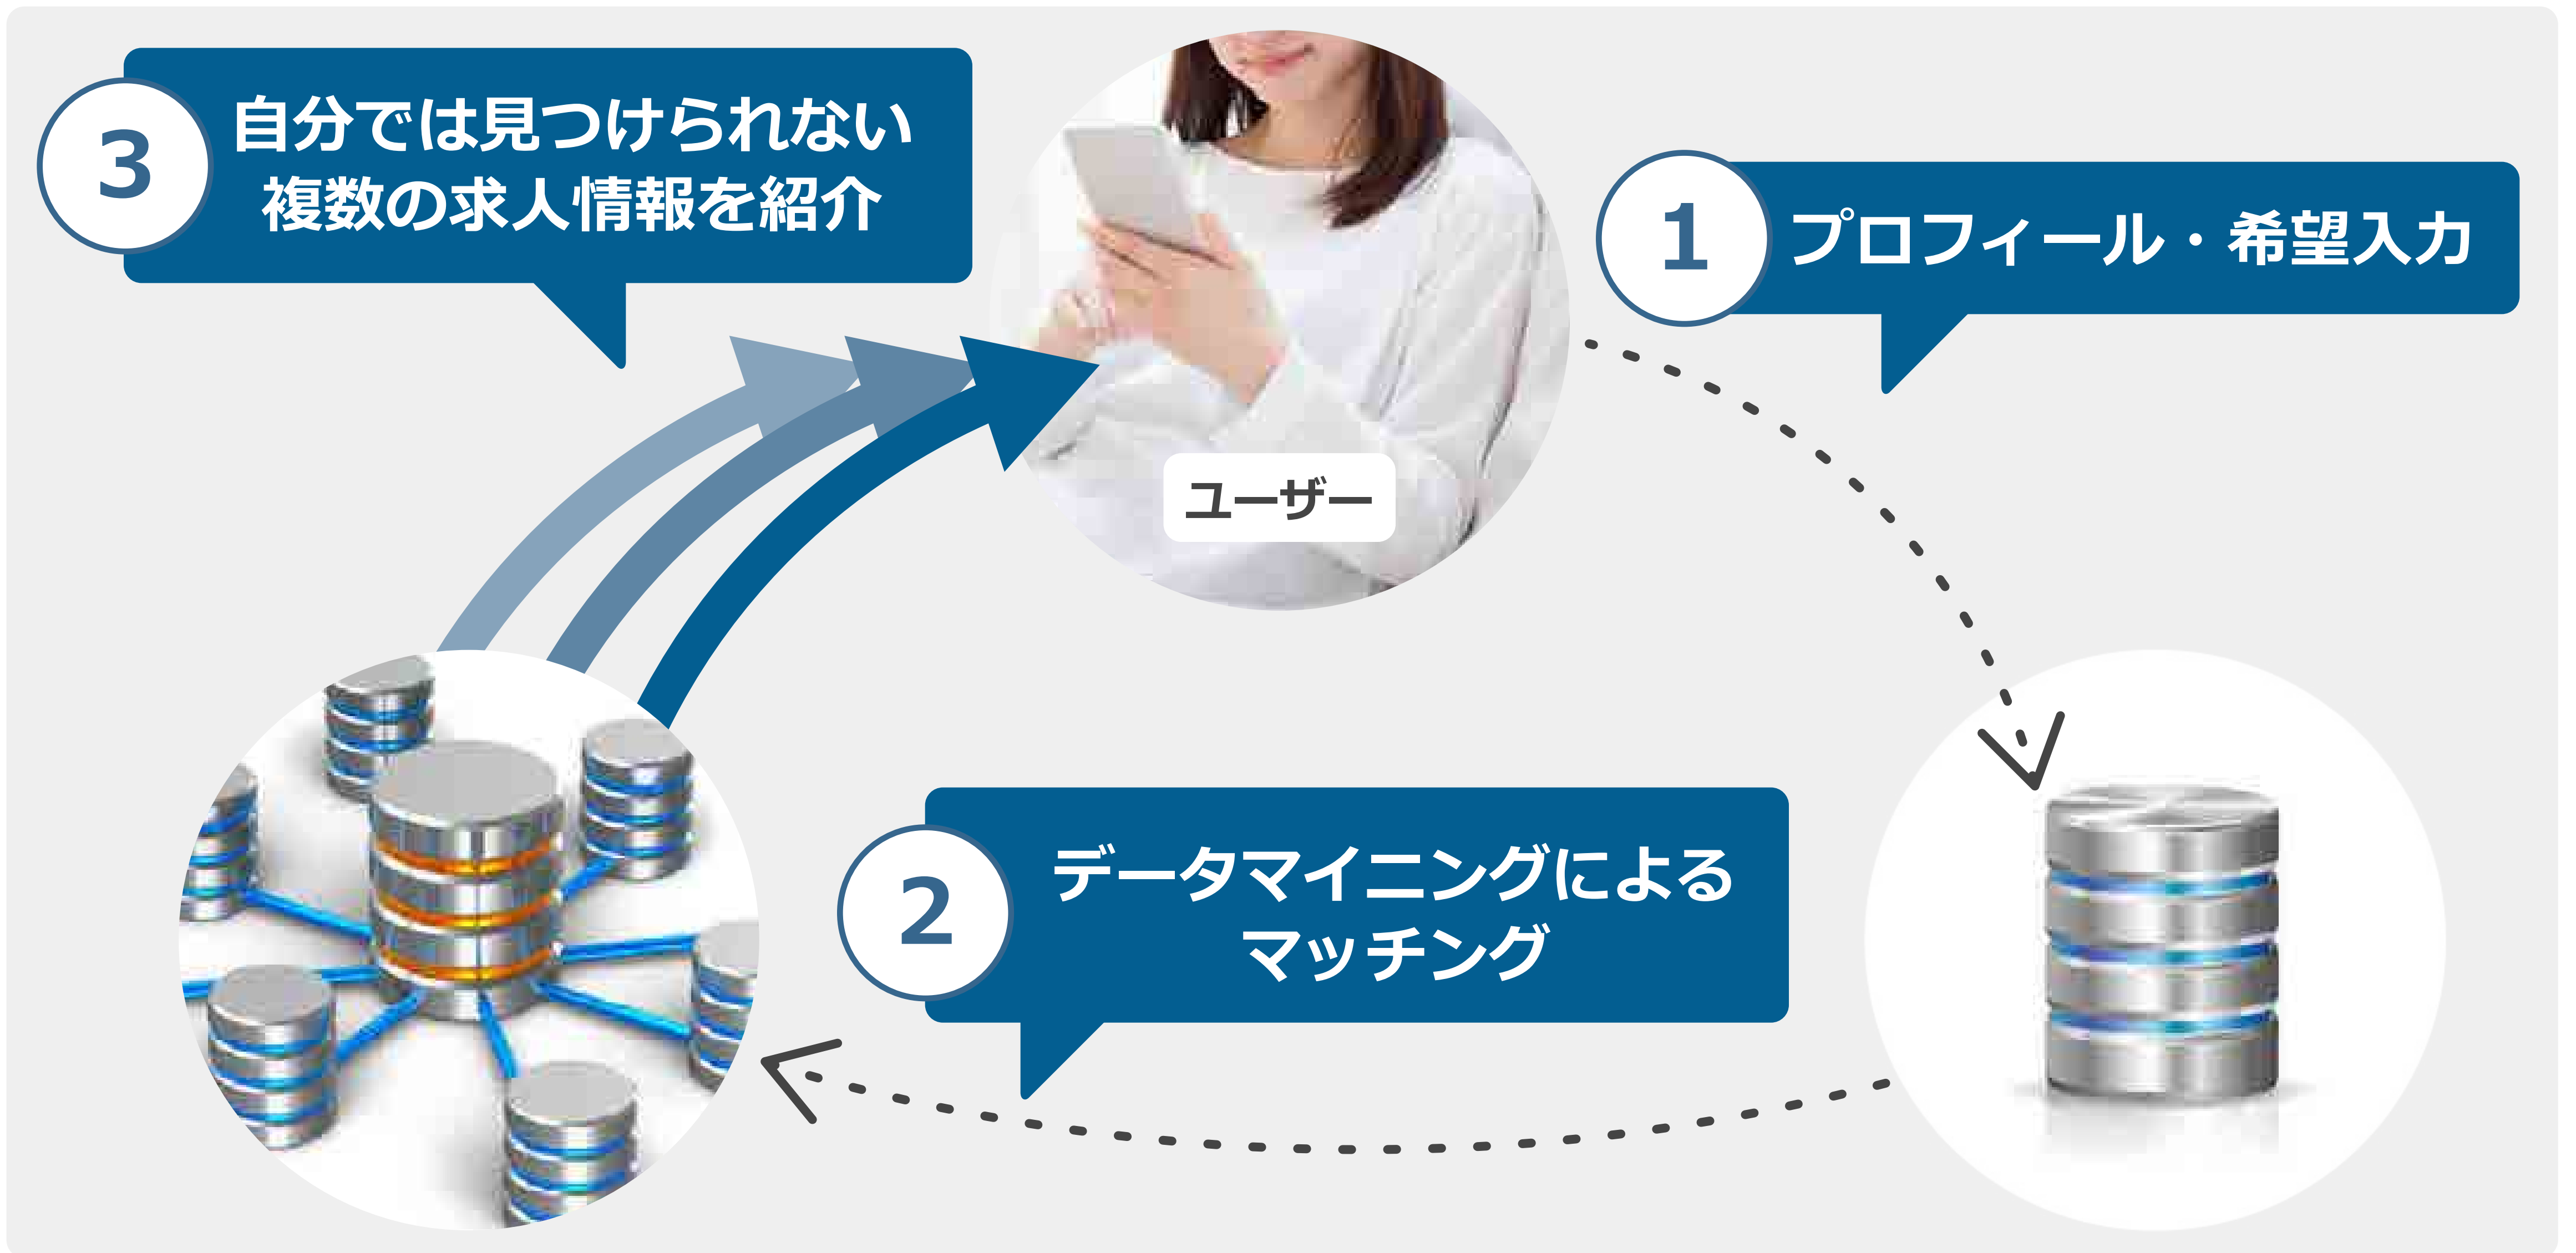 3
自分では見つけられない
複数の求人情報を紹介
1
プロフィール・希望入力
ユーザー
2
データマイニングによる
マッチング